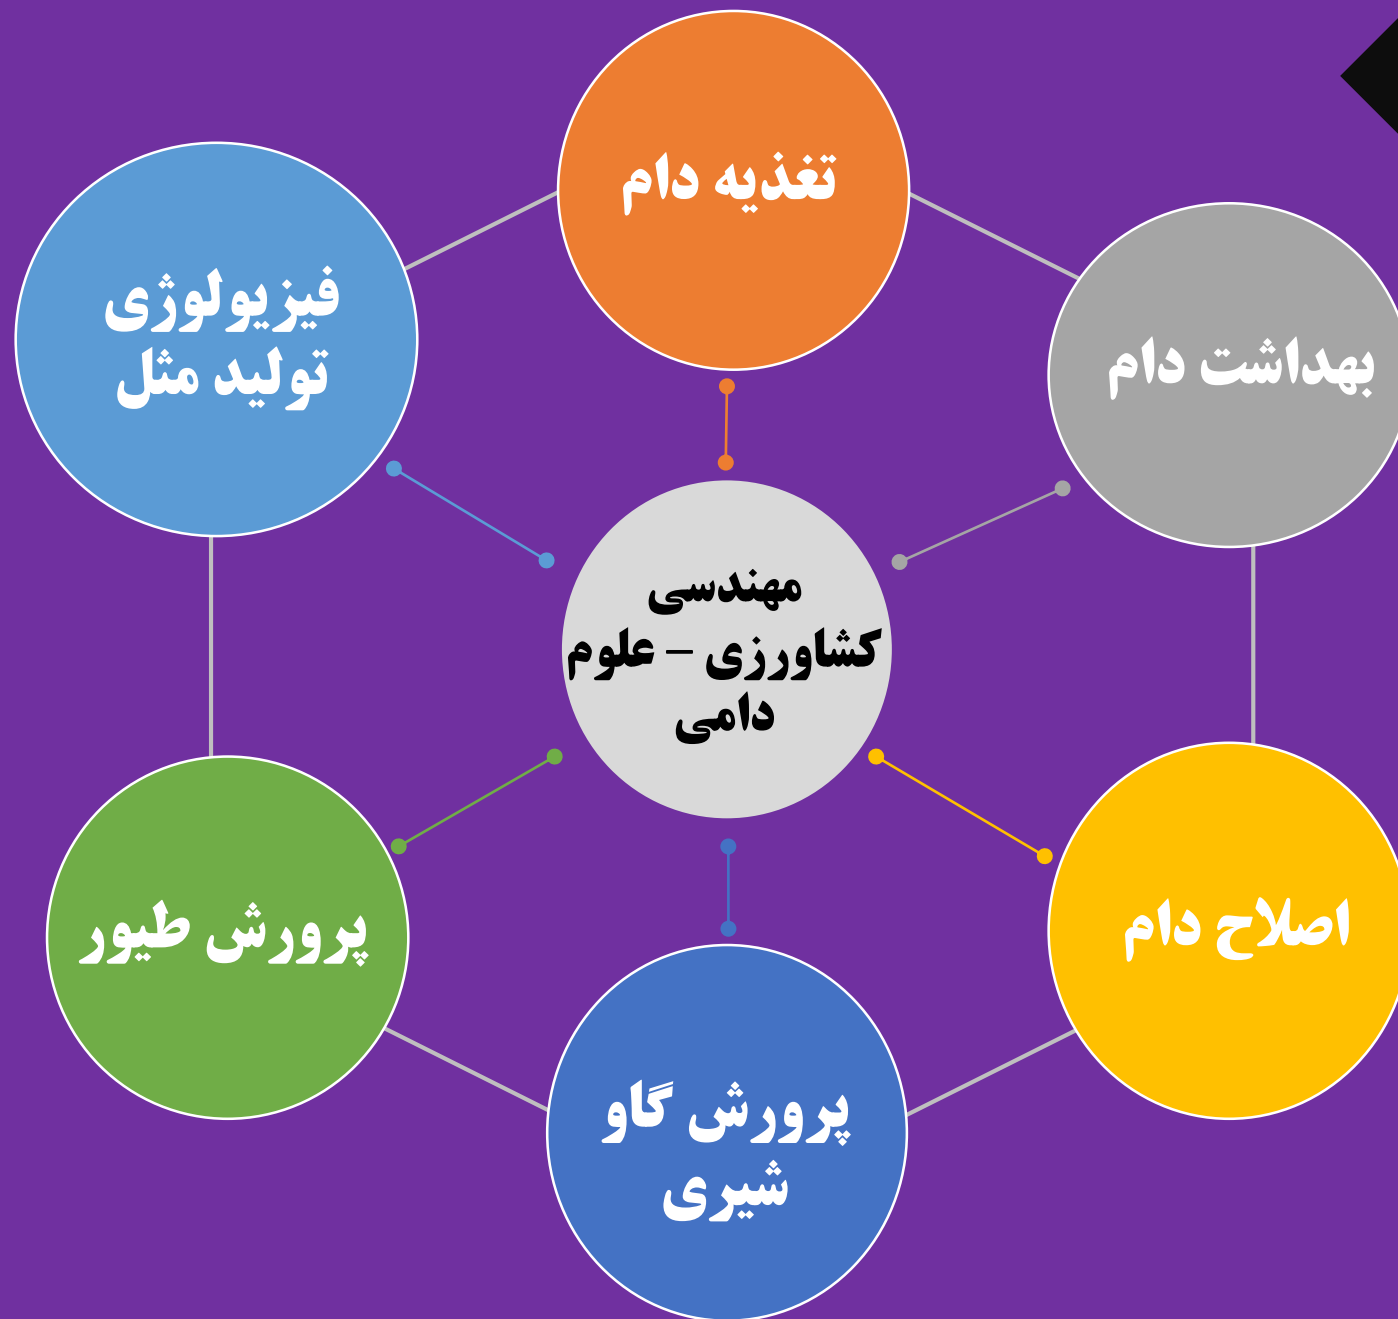 تغذیه دام
فیزیولوژی
تولید مثل
بهداشت دام
مهندسی
کشاورزی – علوم
دامی
پرورش طیور
اصلاح دام
پرورش گاو
شیری